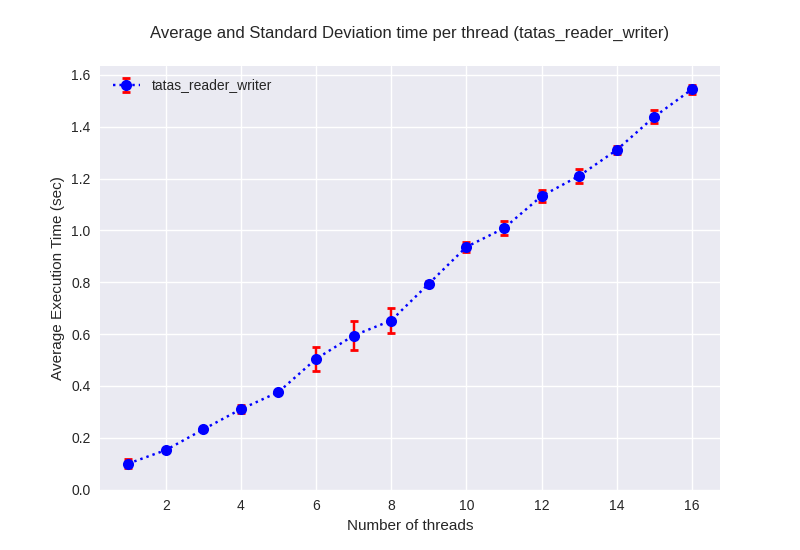 Average and Standard Deviation time per thread (tatas_reader_writer)
tatas_reader_writer
Average Execution Time (sec)
1.6
1.4
1.2
1.0
0.8
0.6
0.4
0.2
0.0
2 4 6 8 10 12 14 16
Number of threads